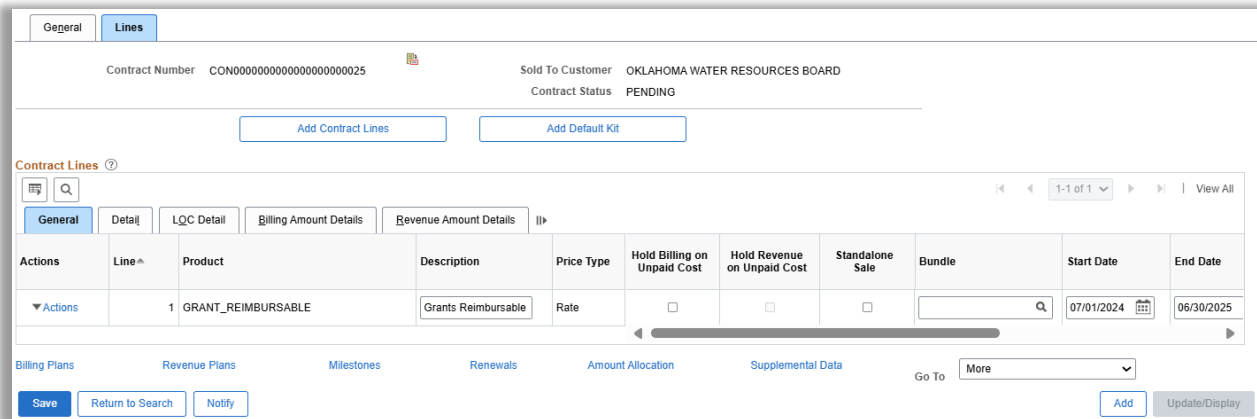 General Lines
Contract Number CON0000000000000000000025 Sold To Customer OKLAHOMA WATER RESOURCES BOARD
Contract Status PENDING
Add Contract Lines Add Default Kit
Contract Lines ?
1-1 of 1 | View All
General Detail LOC Detail Billing Amount Details Revenue Amount Details
Actions Line Product Description Price Type Hold Billing on Unpaid Cost Hold Revenue on Unpaid Cost Standalone Sale Bundle Start Date End Date
Actions 1 GRANT_REIMBURSABLE Grants Reimbursable Rate 07/01/2024 06/30/2025
Billing Plans Revenue Plans Milestones Renewals Amount Allocation Supplemental Data Go To More
Save Return to Search Notify Add Update/Display